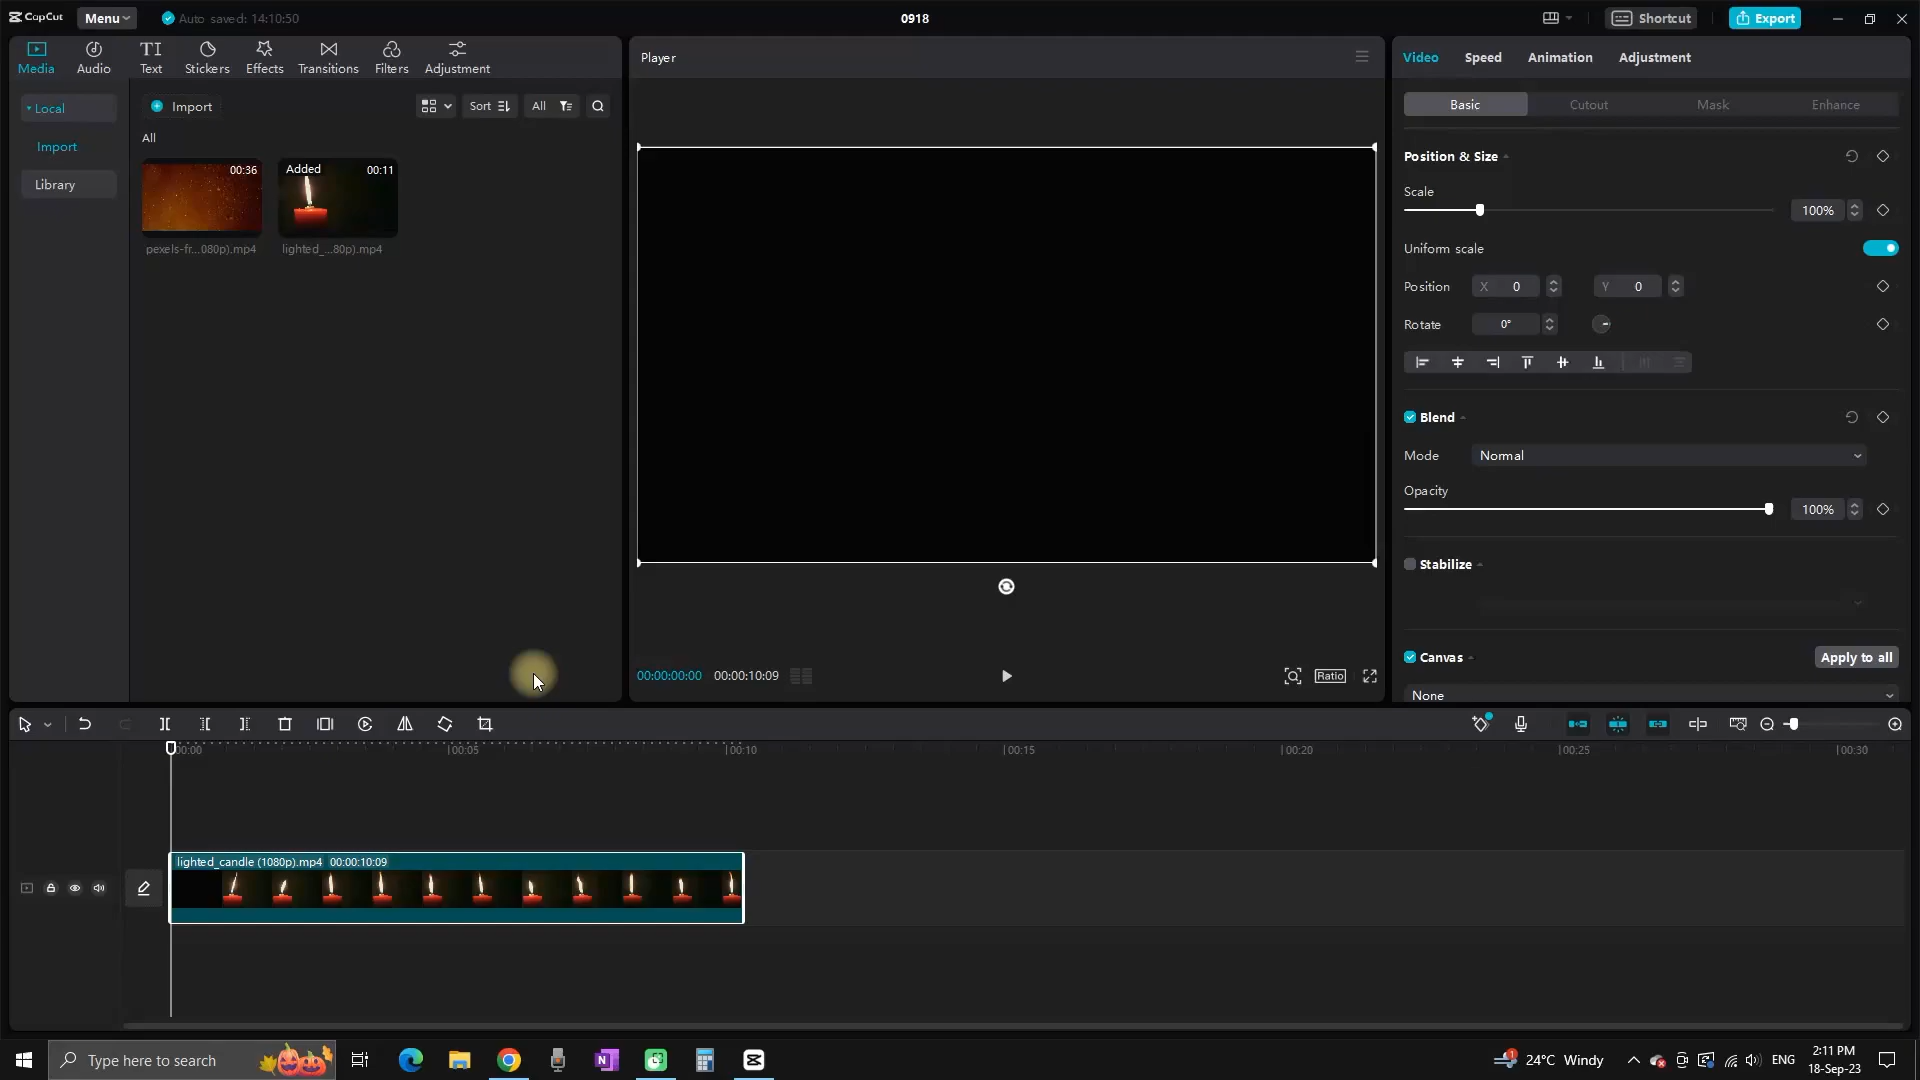 CapCut Menu Auto saved: 14:10:50 0918 Shortcut Export
Media Audio Text Stickers Effects Transitions Filters Adjustment
Player
Video Speed Animation Adjustment
Local
Import
Library
Import
Sort All
All
00:36
Added 00:11
pexels-fr...080p).mp4 lighted_...80p).mp4
00:00:00:00 00:00:10:09
Ratio
Basic Cutout Mask Enhance
Position & Size
Scale
100%
Uniform scale
Position X 0 Y 0
Rotate 0°
Blend
Mode Normal
Opacity
100%
Stabilize
Canvas Apply to all
None
00:00 00:05 00:10 00:15 00:20 00:25 00:30
lighted_candle (1080p).mp4 00:00:10:09
Type here to search
24°C Windy
ENG
2:11 PM
18-Sep-23